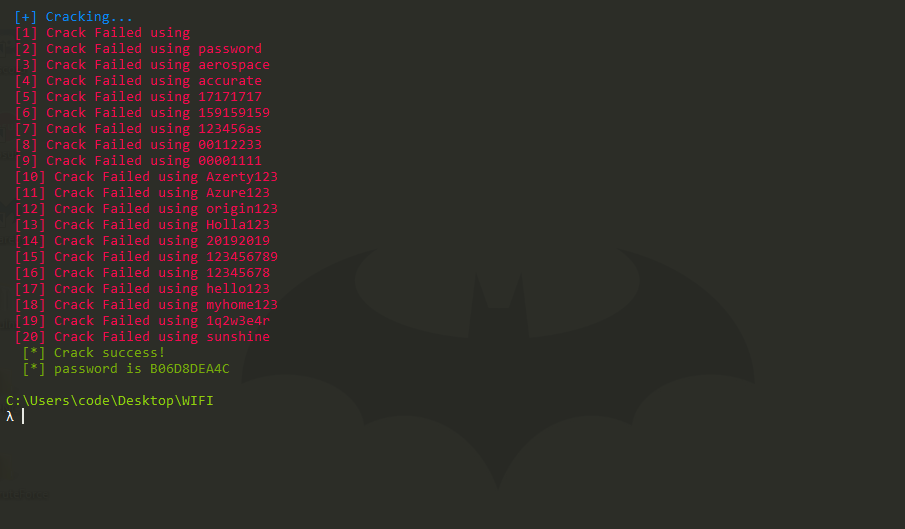 [+] Cracking...
[1] Crack Failed using
[2] Crack Failed using password
[3] Crack Failed using aerospace
[4] Crack Failed using accurate
[5] Crack Failed using 17171717
[6] Crack Failed using 159159159
[7] Crack Failed using 123456as
[8] Crack Failed using 00112233
[9] Crack Failed using 00001111
[10] Crack Failed using Azerty123
[11] Crack Failed using Azure123
[12] Crack Failed using origin123
[13] Crack Failed using Holla123
[14] Crack Failed using 20192019
[15] Crack Failed using 123456789
[16] Crack Failed using 12345678
[17] Crack Failed using hello123
[18] Crack Failed using myhome123
[19] Crack Failed using 1q2w3e4r
[20] Crack Failed using sunshine
[*] Crack success!
[*] password is B06D8DEA4C
C:\Users\code\Desktop\WIFI
λ